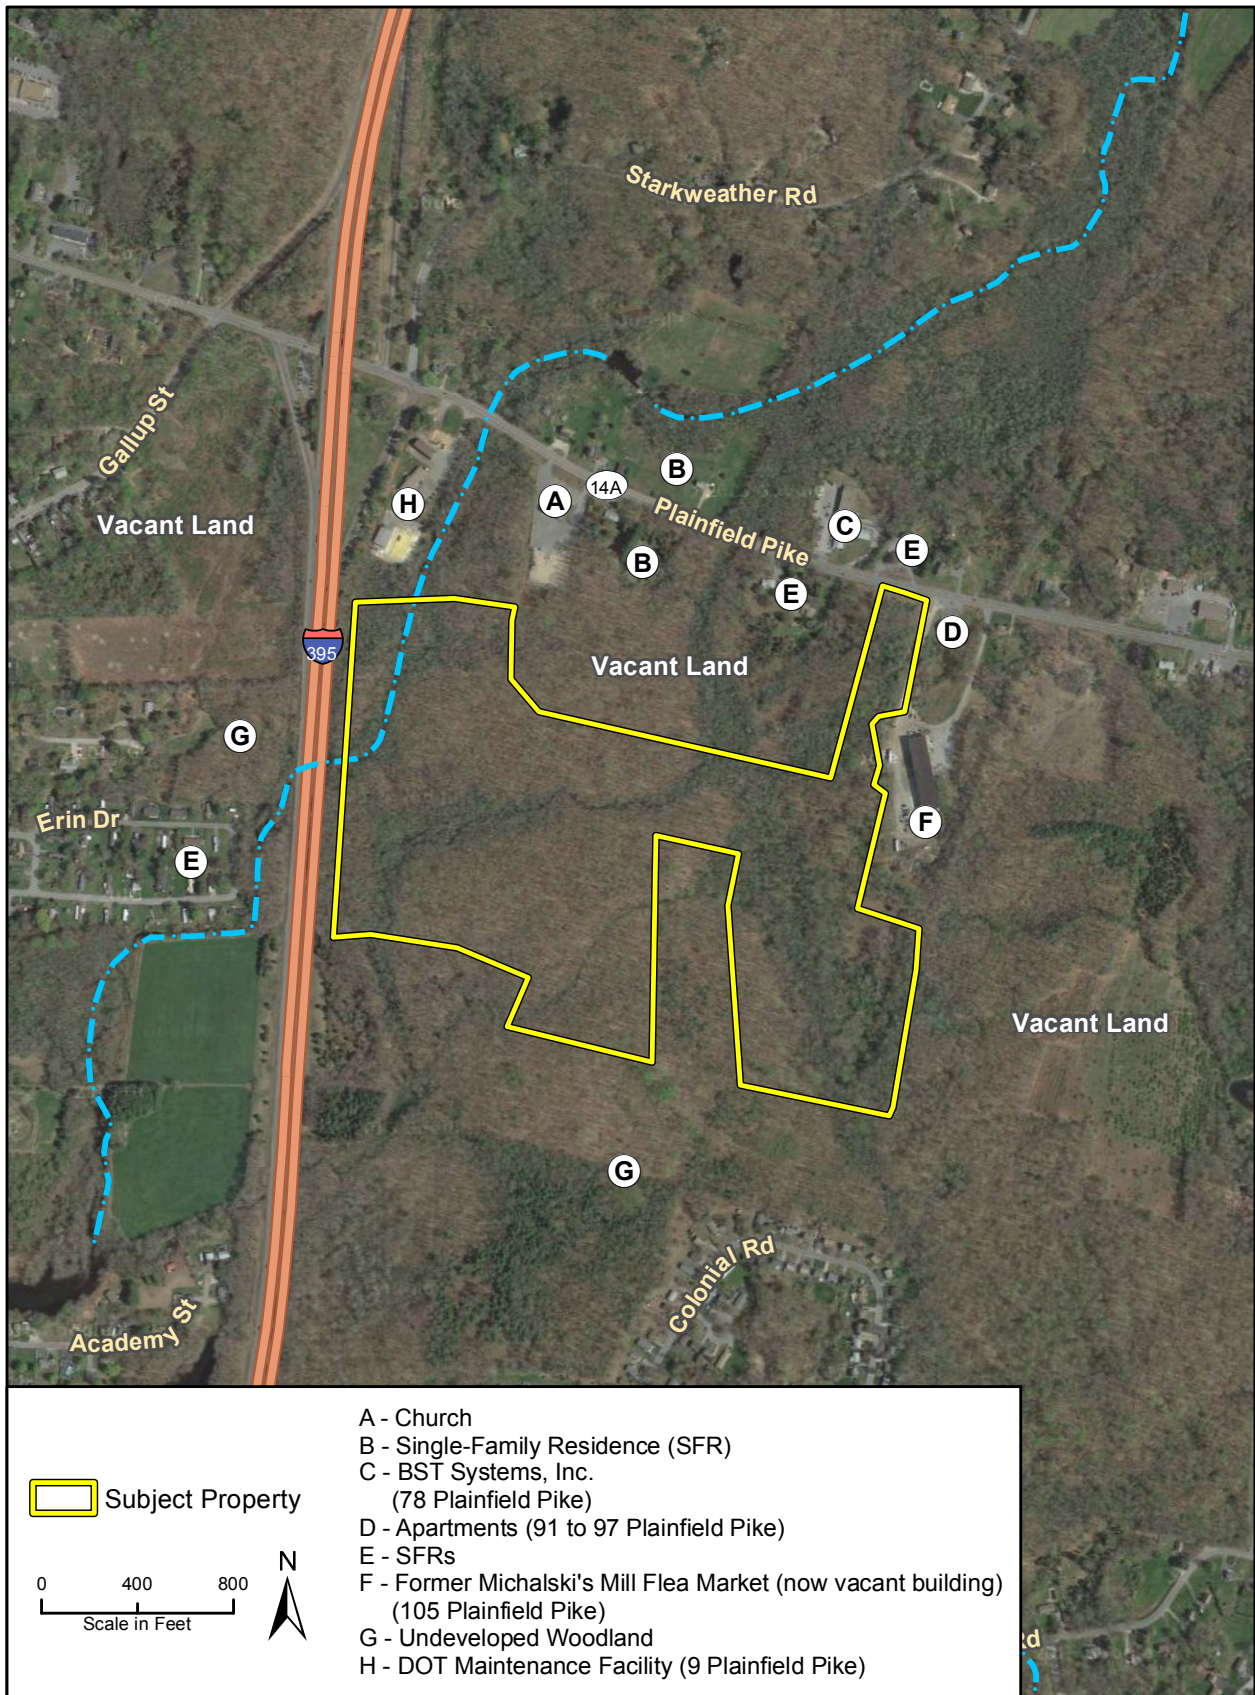 Starkweather Rd
Gallup St
Vacant Land
H
A
14A
B
Plainfield Pike
B
C
E
E
D
395
Vacant Land
G
Erin Dr
E
F
Vacant Land
G
Colonial Rd
Academy St
Subject Property
0 400 800
Scale in Feet
N
A - Church
B - Single-Family Residence (SFR)
C - BST Systems, Inc.
(78 Plainfield Pike)
D - Apartments (91 to 97 Plainfield Pike)
E - SFRs
F - Former Michalski's Mill Flea Market (now vacant building)
(105 Plainfield Pike)
G - Undeveloped Woodland
H - DOT Maintenance Facility (9 Plainfield Pike)
Rd